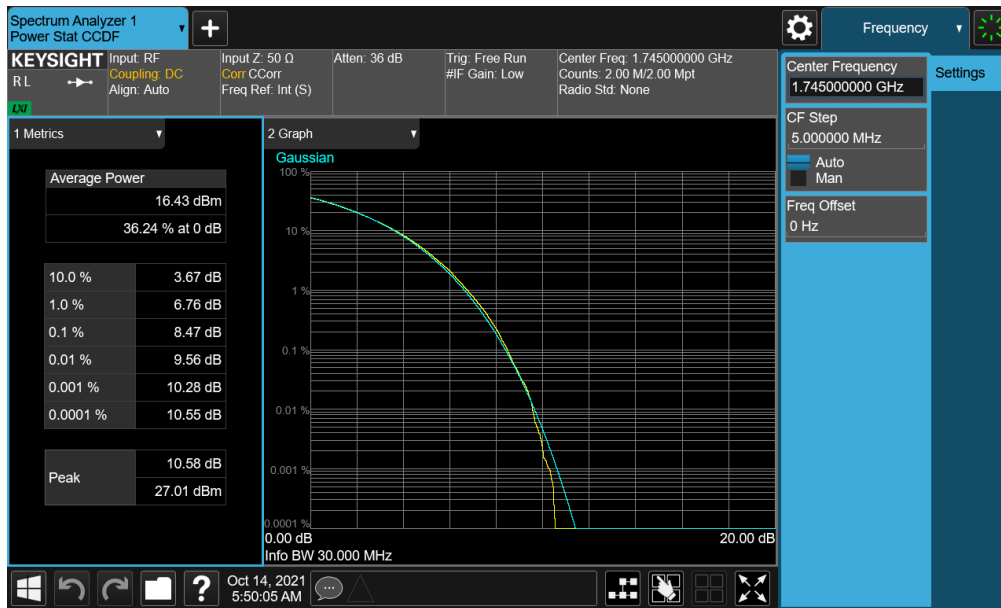 Spectrum Analyzer 1
Power Stat CCDF
Frequency
KEYSIGHT
R L
LXI
Input: RF
Coupling: DC
Align: Auto
Input Z: 50 Ω
Corr CCorr
Freq Ref: Int (S)
Atten: 36 dB
Trig: Free Run
#IF Gain: Low
Center Freq: 1.745000000 GHz
Counts: 2.00 M/2.00 Mpt
Radio Std: None
Center Frequency
1.745000000 GHz
Settings
CF Step
5.000000 MHz
Auto
Man
Freq Offset
0 Hz
1 Metrics
Average Power
16.43 dBm
36.24 % at 0 dB
10.0 % 3.67 dB
1.0 % 6.76 dB
0.1 % 8.47 dB
0.01 % 9.56 dB
0.001 % 10.28 dB
0.0001 % 10.55 dB
Peak
10.58 dB
27.01 dBm
2 Graph
Gaussian
100 %
10 %
1 %
0.1 %
0.01 %
0.001 %
0.0001 %
0.00 dB 20.00 dB
Info BW 30.000 MHz
?
Oct 14, 2021
5:50:05 AM